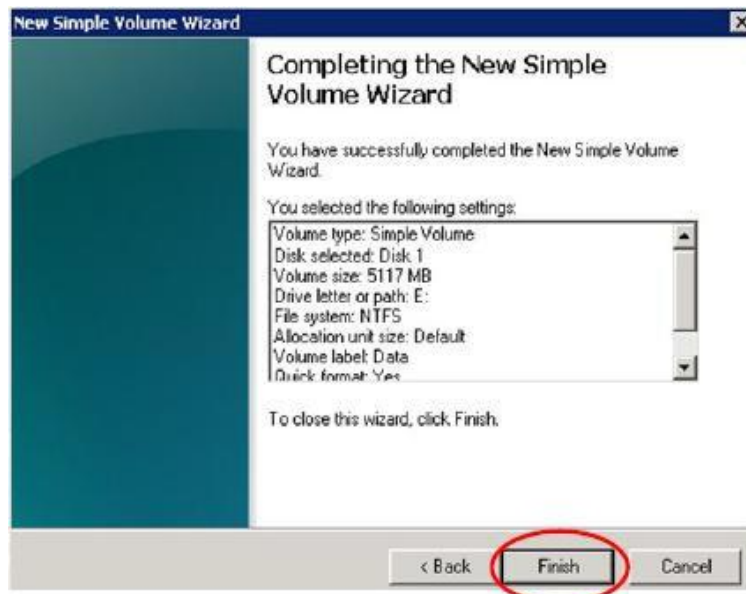 New Simple Volume Wizard
Completing the New Simple
Volume Wizard
You have successfully completed the New Simple Volume
Wizard.
You selected the following settings:
Volume type: Simple Volume
Disk selected: Disk 1
Volume size: 5117 MB
Drive letter or path: E:
File system: NTFS
Allocation unit size: Default
Volume label: Data
Quick format: Yes
To close this wizard, click Finish.
< Back
Finish
Cancel